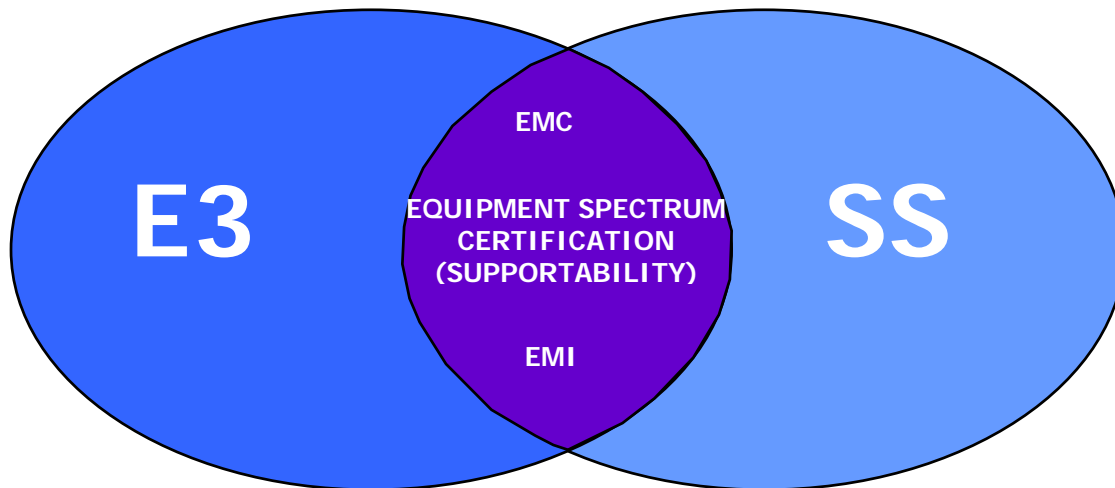 EMC
E3
EQUIPMENT SPECTRUM
CERTIFICATION
(SUPPORTABILITY)
SS
EMI